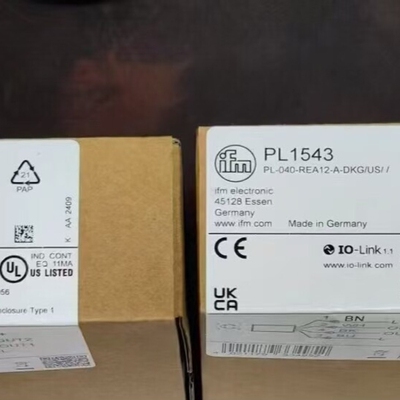 21
PAP
K AA 2409
UL
IND CONT
EQ 11MA
US LISTED
Enclosure Type 1
ifm
PL1543
PL-040-REA12-A-DKG/US/ /
ifm electronic
45128 Essen
Germany
www.ifm.com Made in Germany
CE
IO-Link 1.1
www.io-link.com
UK
CA
BN